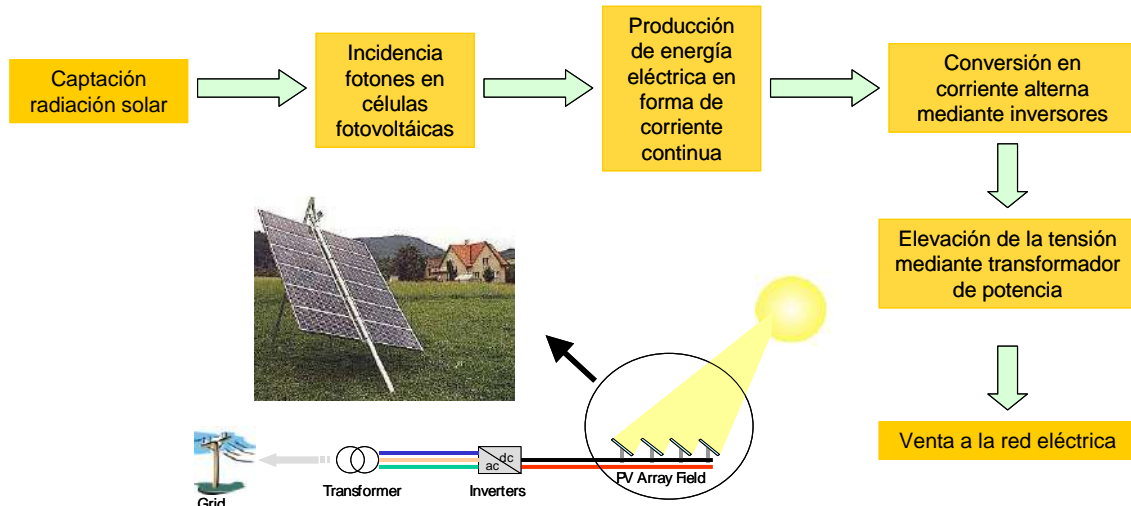 Captación
radiación solar
Incidencia
fotones en
células
fotovoltáicas
Producción
de energía
eléctrica en
forma de
corriente
continua
Conversión en
corriente alterna
mediante inversores
Elevación de la tensión
mediante transformador
de potencia
Venta a la red eléctrica
Grid
Transformer
ac dc
Inverters
PV Array Field